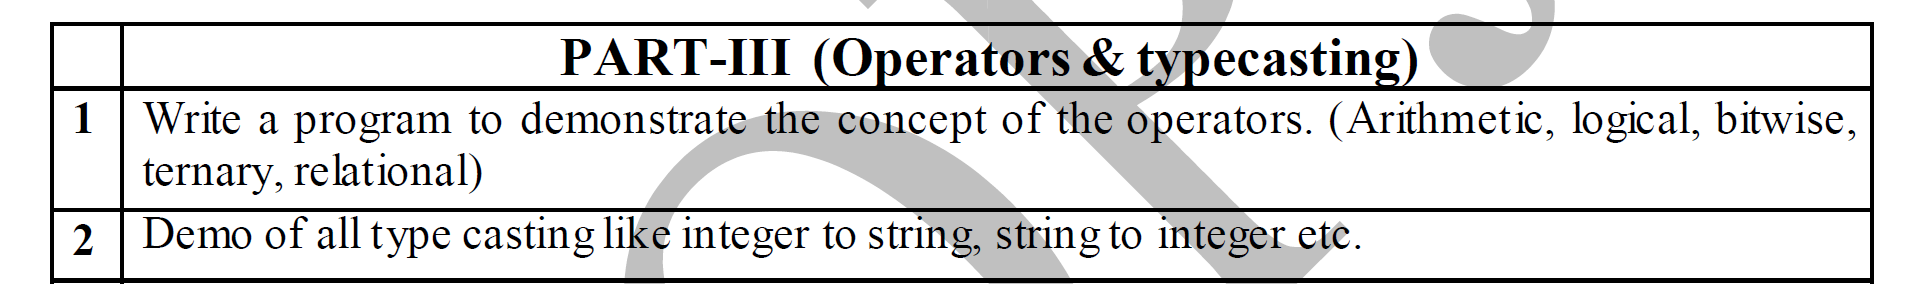 PART-III (Operators & typecasting)
1 Write a program to demonstrate the concept of the operators. (Arithmetic, logical, bitwise,
ternary, relational)
2 Demo of all type casting like integer to string, string to integer etc.